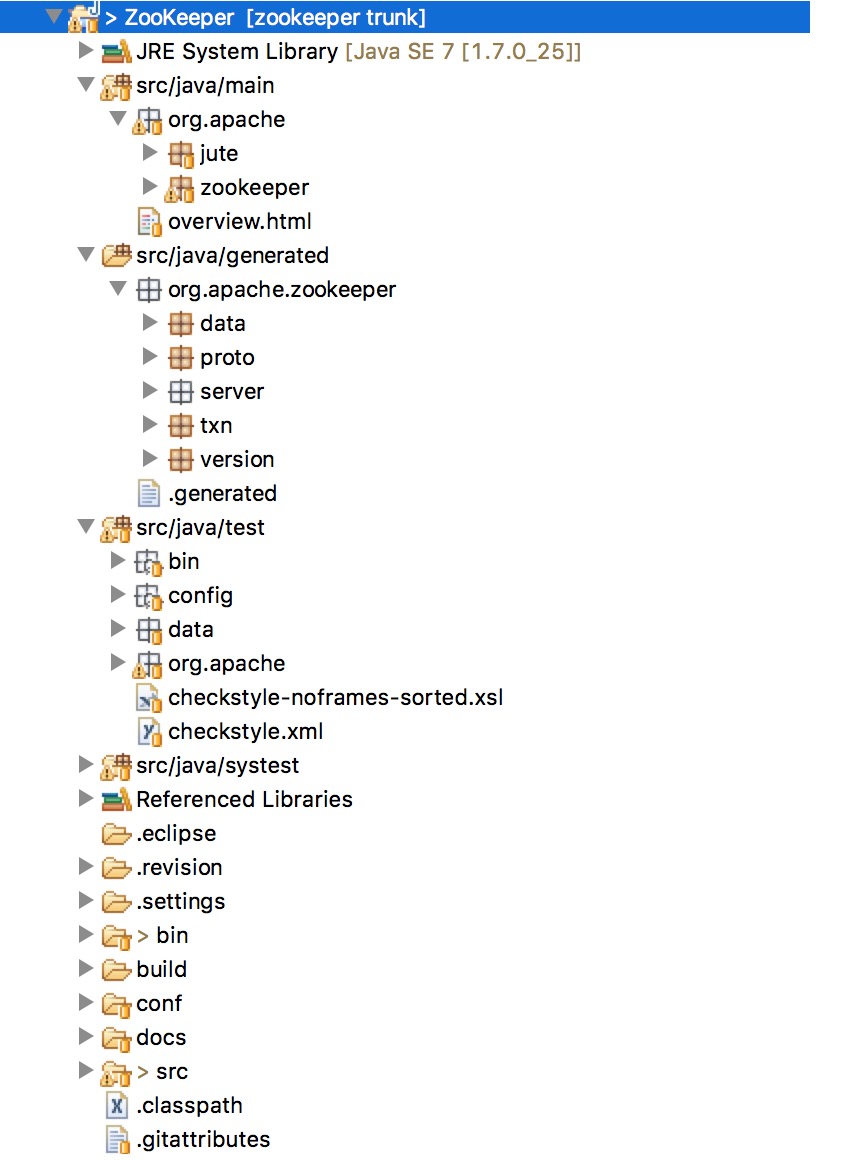 > ZooKeeper [zookeeper trunk]
JRE System Library [Java SE 7 [1.7.0_25]]
src/java/main
org.apache
jute
zookeeper
overview.html
src/java/generated
org.apache.zookeeper
data
proto
server
txn
version
.generated
src/java/test
bin
config
data
org.apache
checkstyle-noframes-sorted.xsl
checkstyle.xml
src/java/systest
Referenced Libraries
.eclipse
.revision
.settings
> bin
build
conf
docs
> src
.classpath
.gitattributes